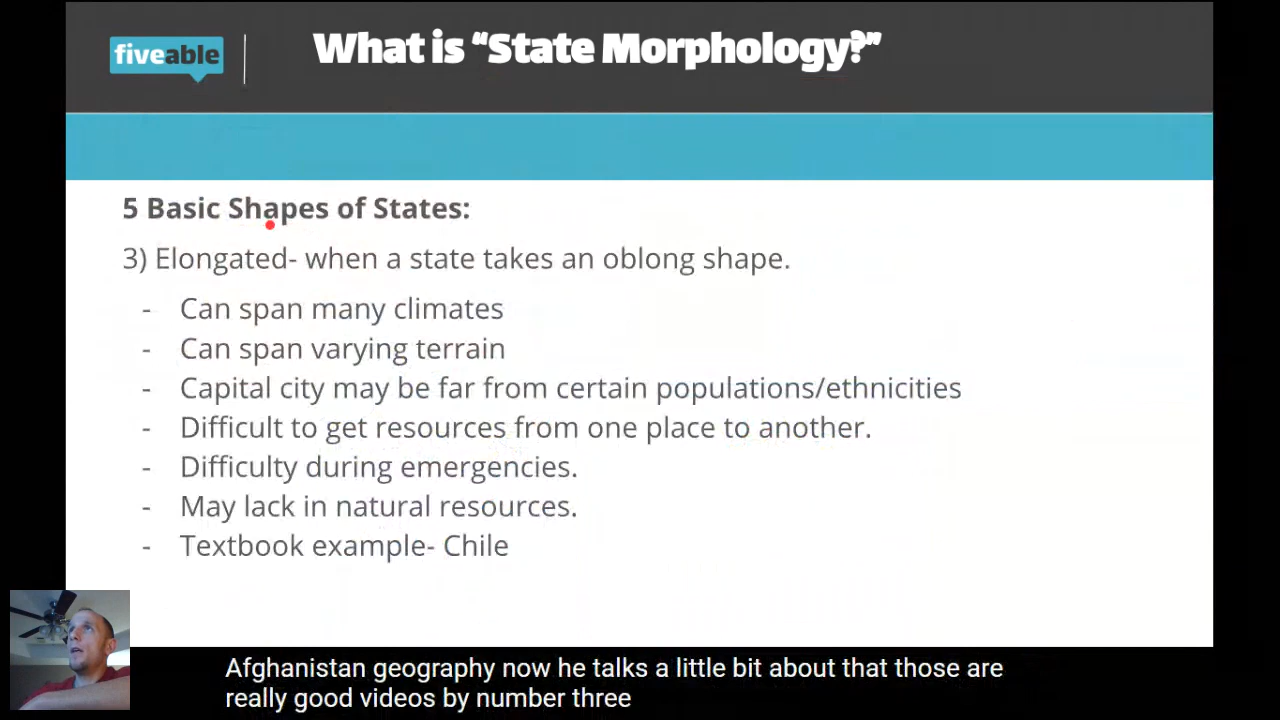 fiveable
What is “State Morphology?”
5 Basic Shapes of States:
3) Elongated- when a state takes an oblong shape.
- Can span many climates
- Can span varying terrain
- Capital city may be far from certain populations/ethnicities
- Difficult to get resources from one place to another.
- Difficulty during emergencies.
- May lack in natural resources.
- Textbook example- Chile
Afghanistan geography now he talks a little bit about that those are
really good videos by number three